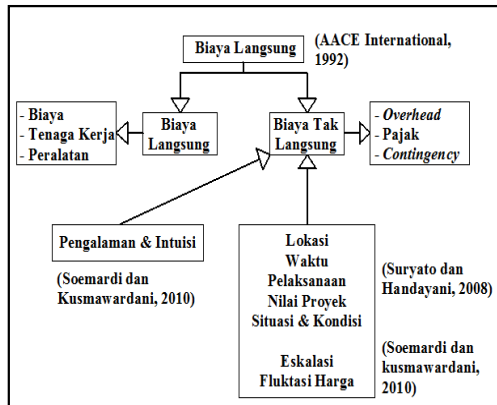 Biaya Langsung
(AACE International,
1992)
- Biaya
- Tenaga Kerja
- Peralatan
Biaya
Langsung
Biaya Tak
Langsung
- Overhead
- Pajak
- Contingency
Pengalaman & Intuisi
(Soemardi dan
Kusmawardani, 2010)
Lokasi
Waktu
Pelaksanaan
Nilai Proyek
Situasi & Kondisi
Eskalasi
Fluktasi Harga
(Suryato dan
Handayani, 2008)
(Soemardi dan
kusmawardani,
2010)